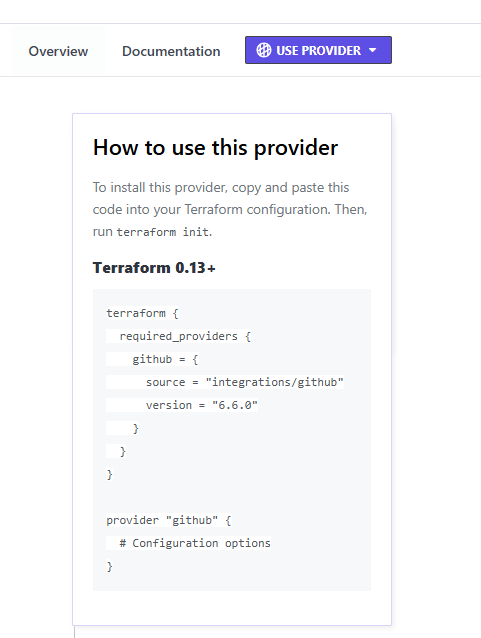 Overview
Documentation
USE PROVIDER
How to use this provider
To install this provider, copy and paste this
code into your Terraform configuration. Then,
run terraform init.
Terraform 0.13+
terraform {
  required_providers {
    github = {
      source = "integrations/github"
      version = "6.6.0"
    }
  }
}

provider "github" {
  # Configuration options
}